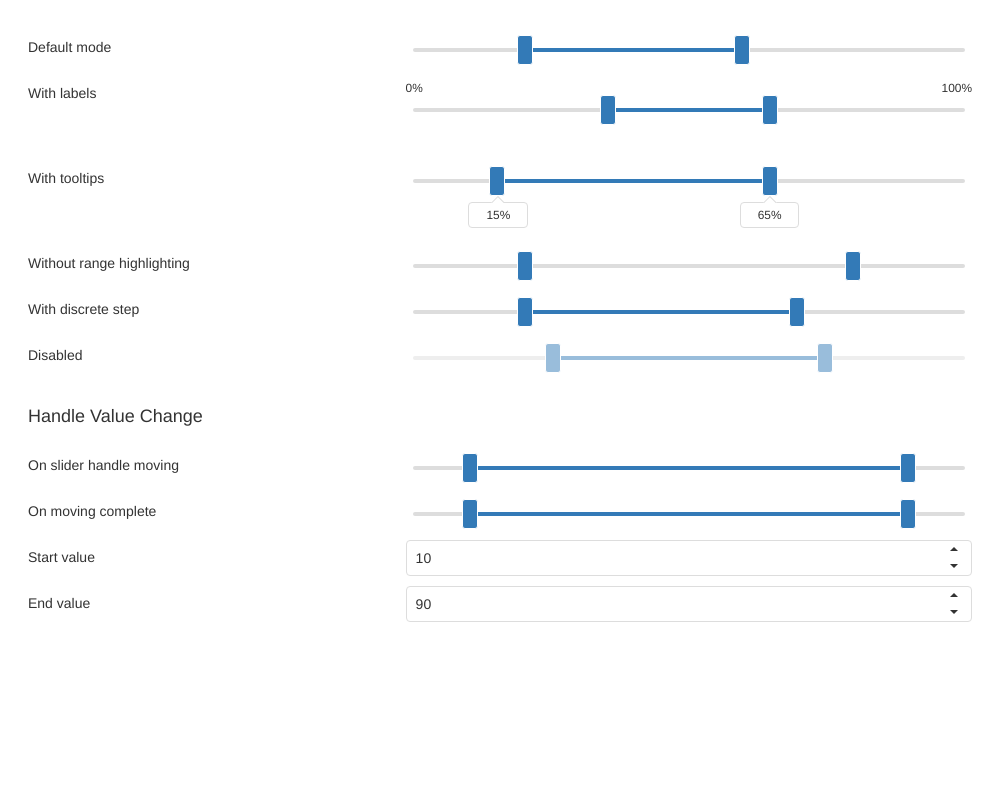 Default mode
With labels
0%
100%
With tooltips
15%
65%
Without range highlighting
With discrete step
Disabled
Handle Value Change
On slider handle moving
On moving complete
Start value
10
End value
90